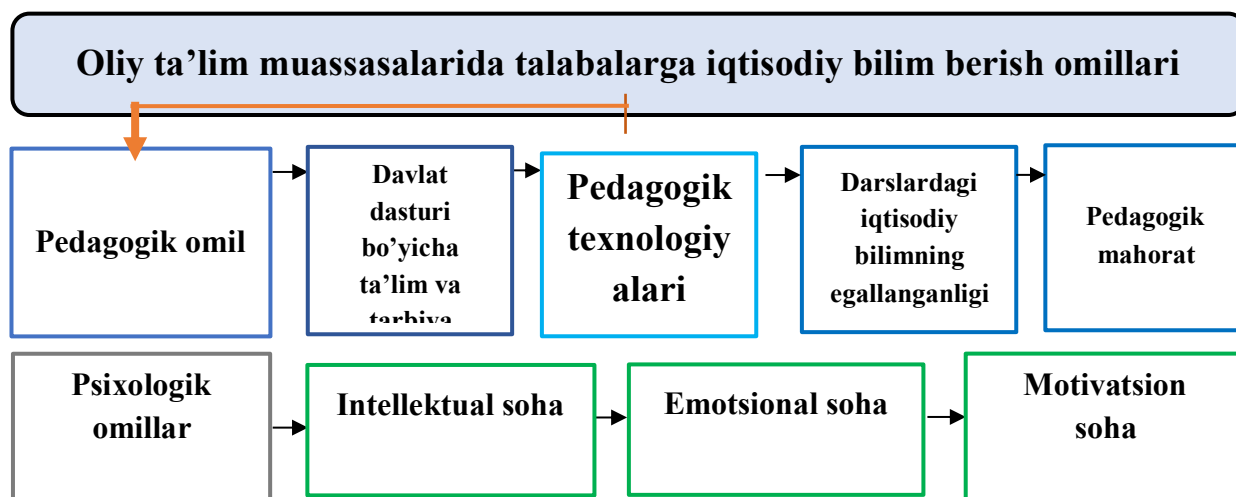 Oliy ta’lim muassasalarida talabalarga iqtisodiy bilim berish omillari
Pedagogik omil
Davlat
dasturi
bo’yicha
ta’lim va
tarbiya
Pedagogik
texnologiy
alari
Darslardagi
iqtisodiy
bilimning
egallanganligi
Pedagogik
mahorat
Psixologik
omillar
Intellektual soha
Emotsional soha
Motivatsion
soha